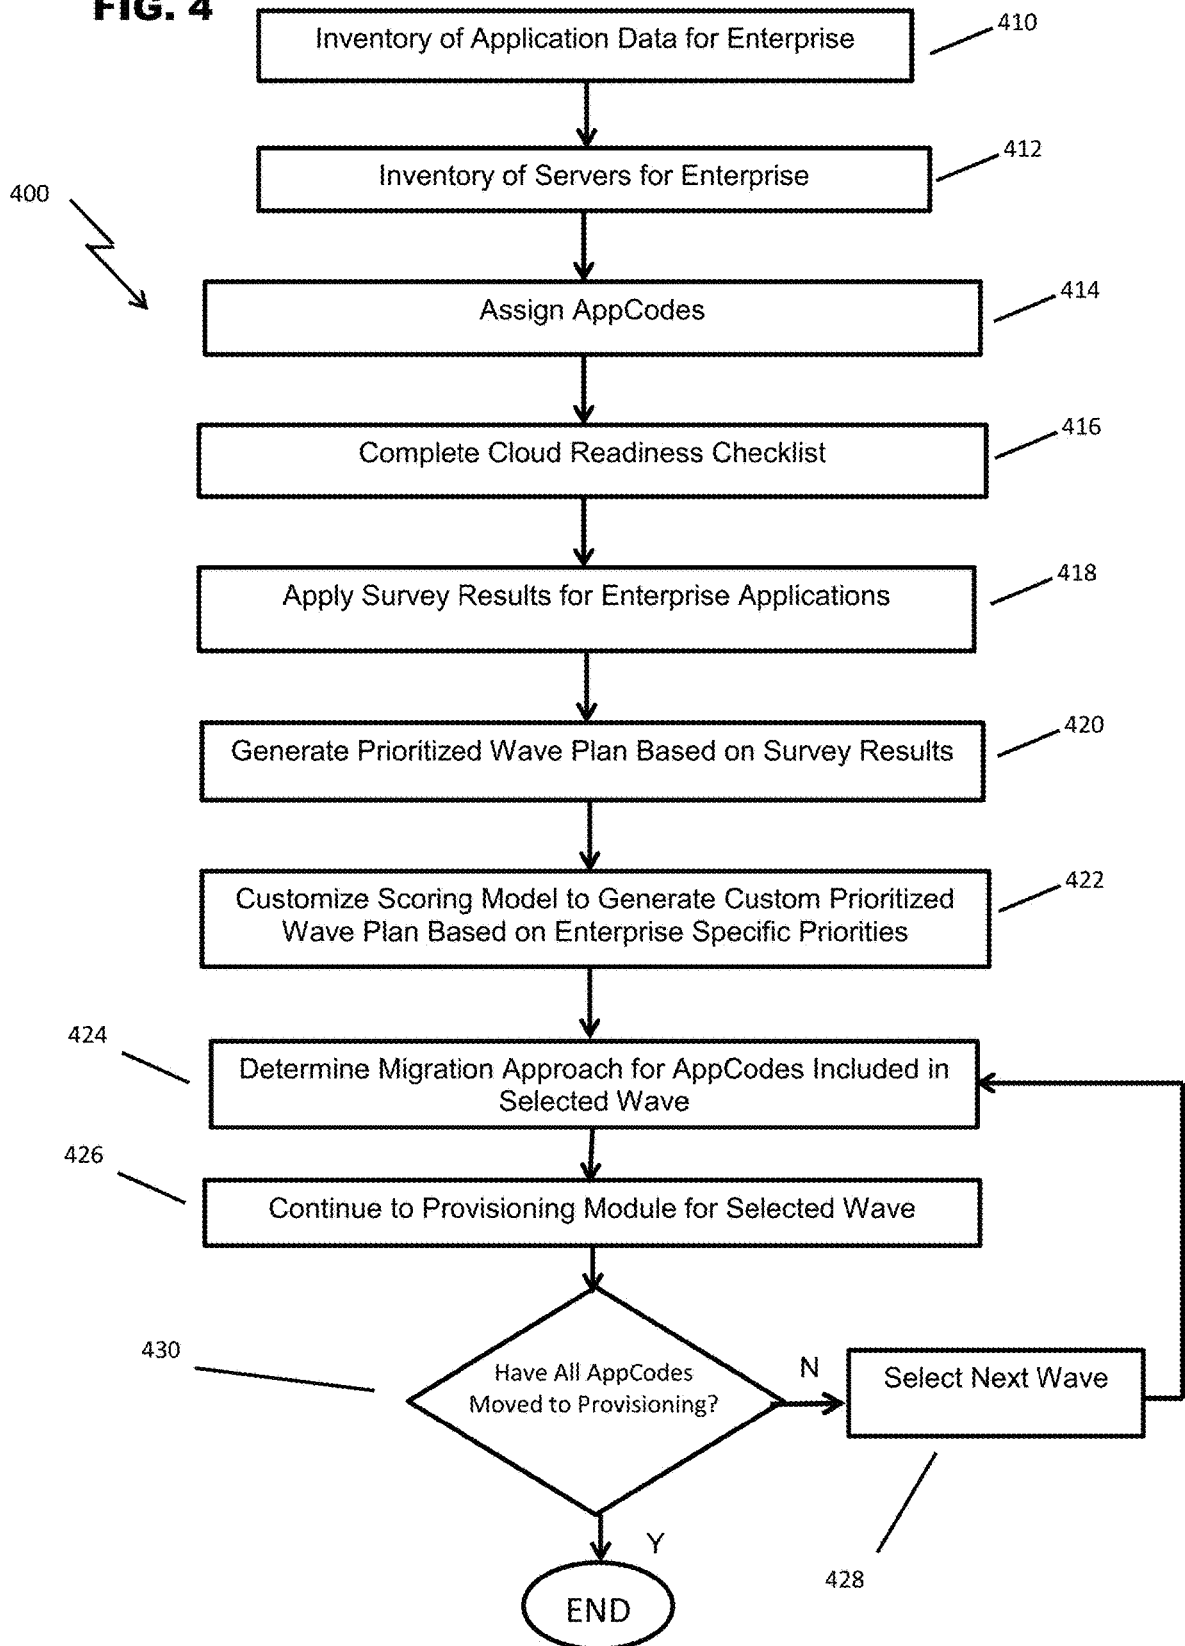 FIG. 4
Inventory of Application Data for Enterprise
410
Inventory of Servers for Enterprise
412
400
Assign AppCodes
414
Complete Cloud Readiness Checklist
416
Apply Survey Results for Enterprise Applications
418
Generate Prioritized Wave Plan Based on Survey Results
420
Customize Scoring Model to Generate Custom Prioritized
Wave Plan Based on Enterprise Specific Priorities
422
424
Determine Migration Approach for AppCodes Included in
Selected Wave
426
Continue to Provisioning Module for Selected Wave
430
Have All AppCodes
Moved to Provisioning?
N
Select Next Wave
428
Y
END